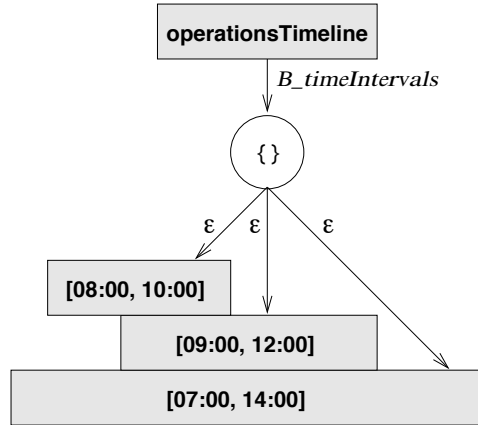 operationsTimeline
B_timeIntervals
{ }
ε ε ε
[08:00, 10:00]
[09:00, 12:00]
[07:00, 14:00]